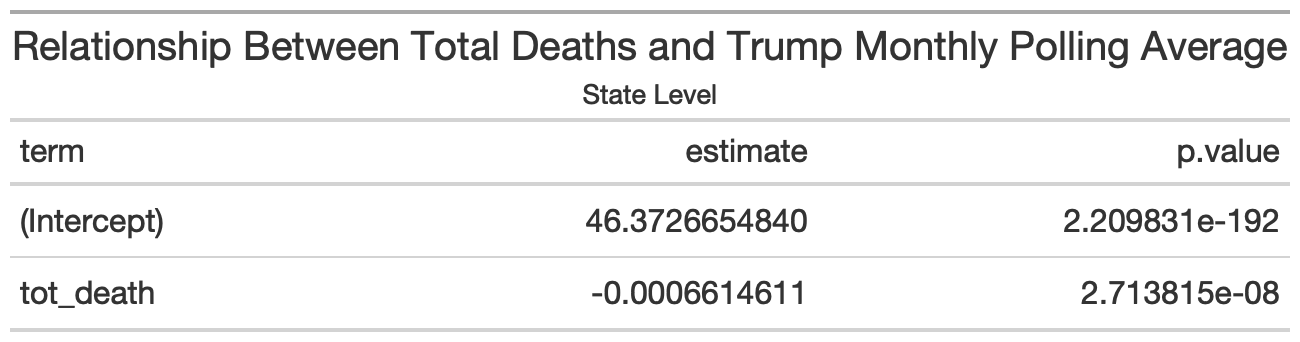 Relationship Between Total Deaths and Trump Monthly Polling Average
State Level
term estimate p.value
(Intercept) 46.3726654840 2.209831e-192
tot_death -0.0006614611 2.713815e-08